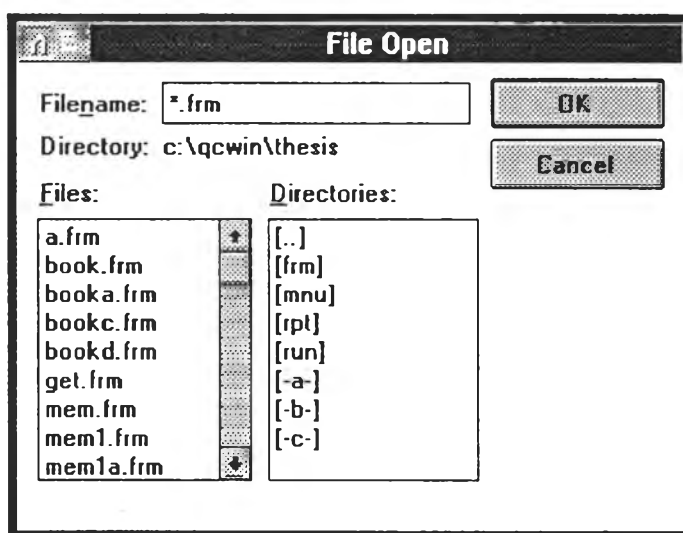 File Open
Filename: *.frm
OK
Directory: c:\qcwin\thesis
Cancel
Files:
Directories:
a.frm
book.frm
booka.frm
bookc.frm
bookd.frm
get.frm
mem.frm
mem1.frm
mem1a.frm
[..]
[frm]
[mnu]
[rpt]
[run]
[-a-]
[-b-]
[-c-]